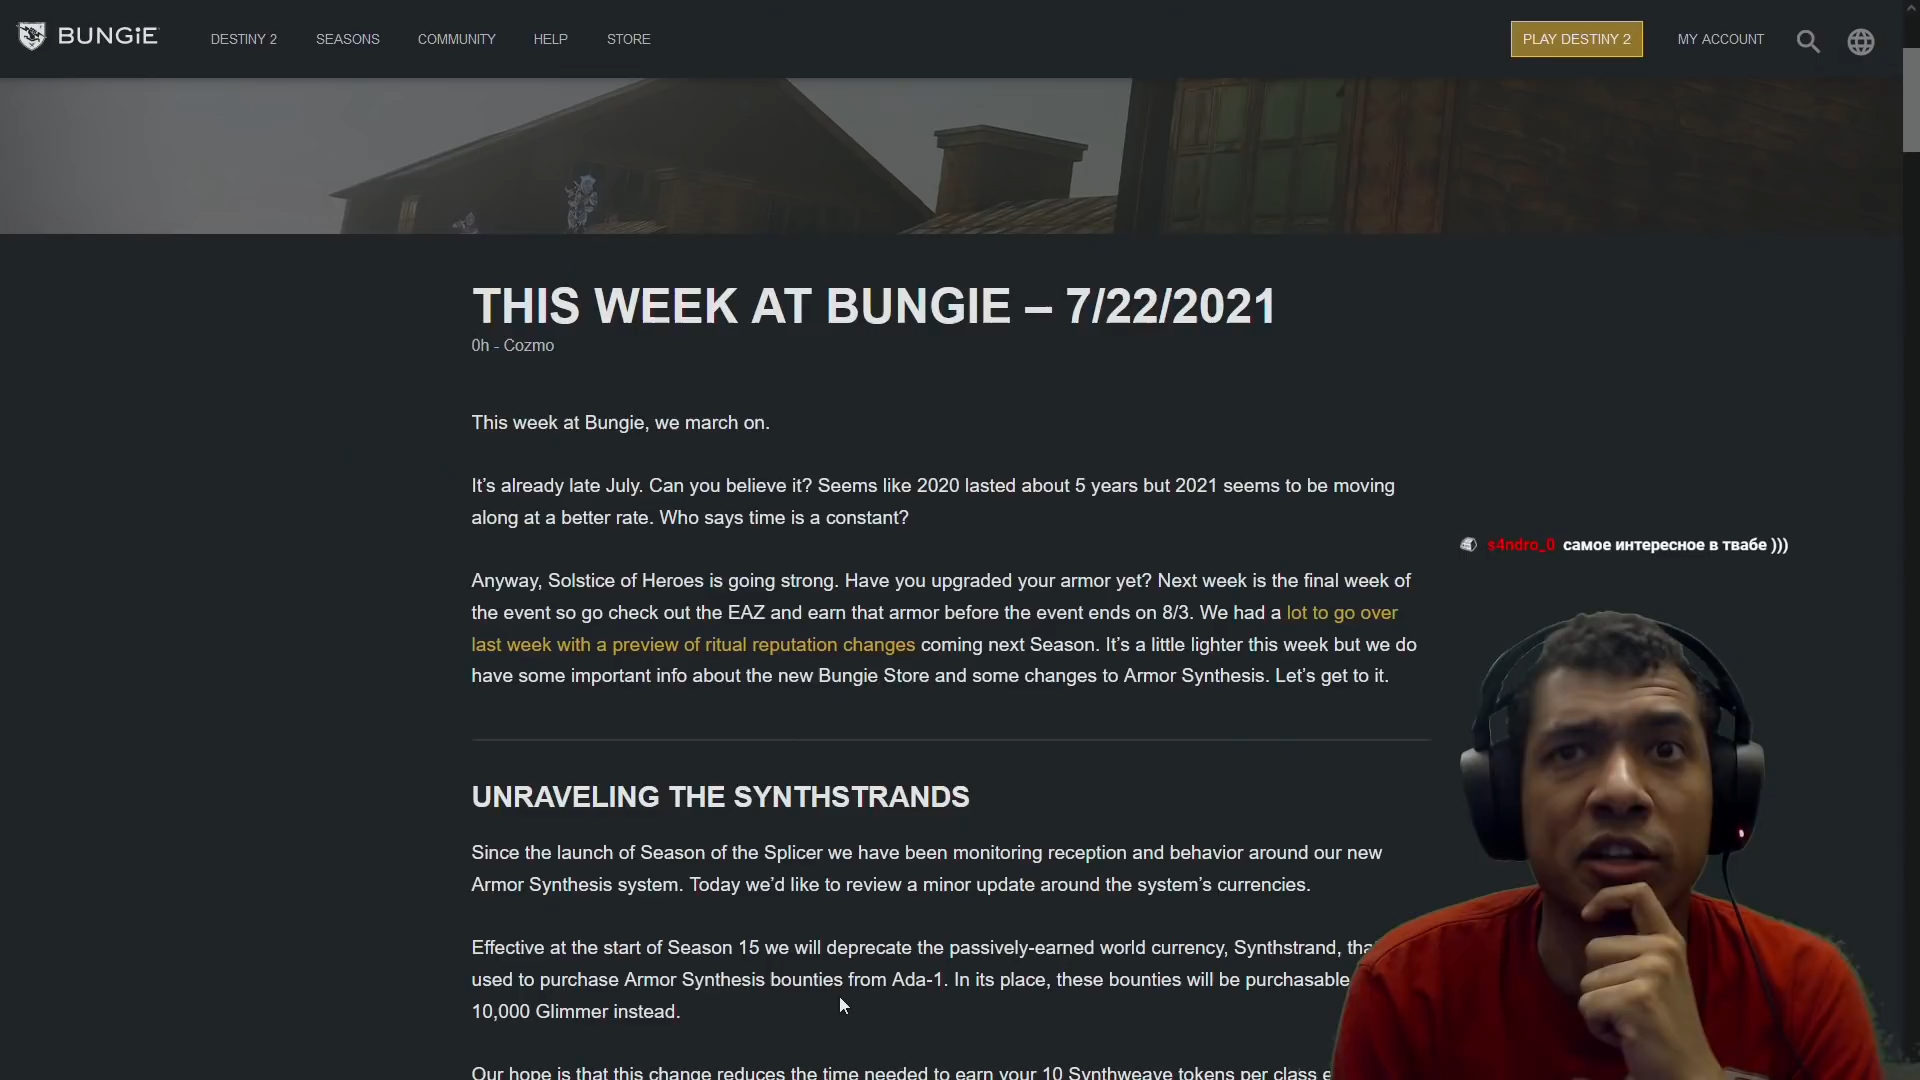 BUNGiE
DESTINY 2 SEASONS COMMUNITY HELP STORE
PLAY DESTINY 2 MY ACCOUNT
THIS WEEK AT BUNGIE – 7/22/2021
0h - Cozmo
This week at Bungie, we march on.
It’s already late July. Can you believe it? Seems like 2020 lasted about 5 years but 2021 seems to be moving
along at a better rate. Who says time is a constant?
Anyway, Solstice of Heroes is going strong. Have you upgraded your armor yet? Next week is the final week of
the event so go check out the EAZ and earn that armor before the event ends on 8/3. We had a lot to go over
last week with a preview of ritual reputation changes coming next Season. It’s a little lighter this week but we do
have some important info about the new Bungie Store and some changes to Armor Synthesis. Let’s get to it.
s4ndro_0 самое интересное в твабе )))
UNRAVELING THE SYNTHSTRANDS
Since the launch of Season of the Splicer we have been monitoring reception and behavior around our new
Armor Synthesis system. Today we’d like to review a minor update around the system’s currencies.
Effective at the start of Season 15 we will deprecate the passively-earned world currency, Synthstrand,
used to purchase Armor Synthesis bounties from Ada-1. In its place, these bounties will be purchasable
10,000 Glimmer instead.
Our hope is that this change reduces the time needed to earn your 10 Synthweave tokens per class